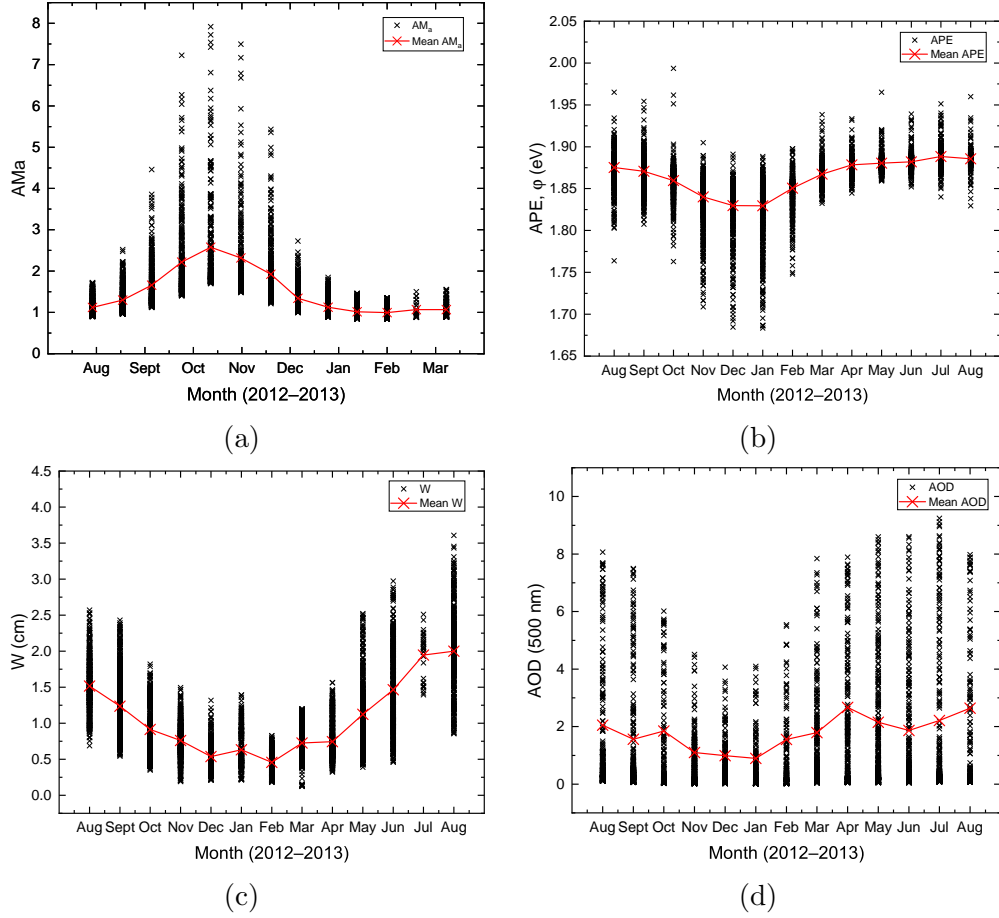 8
7
6
5
4
3
2
1
0
AMa
× AMₐ
Mean AMₐ
Aug Sept Oct Nov Dec Jan Feb Mar
Month (2012–2013)
(a)
2.05
2.00
1.95
1.90
1.85
1.80
1.75
1.70
1.65
APE, φ (eV)
× APE
Mean APE
Aug Sept Oct Nov Dec Jan Feb Mar Apr May Jun Jul Aug
Month (2012–2013)
(b)
4.5
4.0
3.5
3.0
2.5
2.0
1.5
1.0
0.5
0.0
W (cm)
× W
Mean W
Aug Sept Oct Nov Dec Jan Feb Mar Apr May Jun Jul Aug
Month (2012–2013)
(c)
10
8
6
4
2
0
AOD (500 nm)
× AOD
Mean AOD
Aug Sept Oct Nov Dec Jan Feb Mar Apr May Jun Jul Aug
Month (2012–2013)
(d)